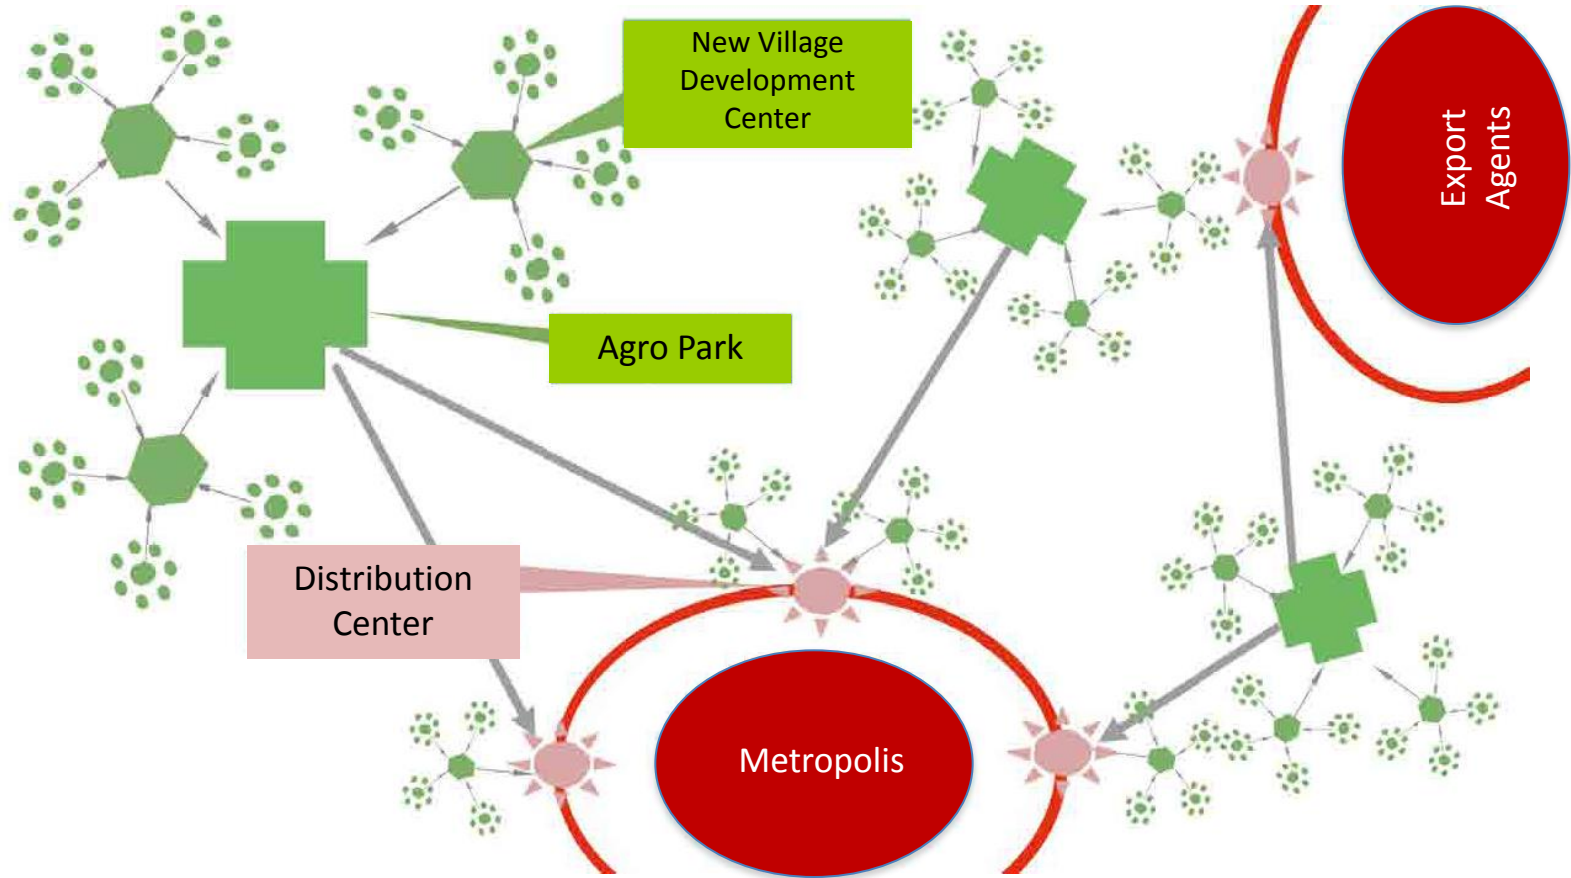 New Village
Development
Center
Export
Agents
Agro Park
Distribution
Center
Metropolis